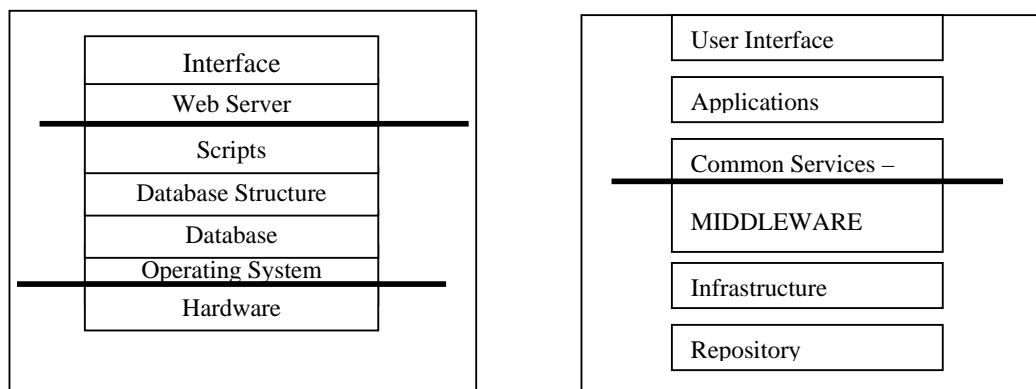 Interface
Web Server
Scripts
Database Structure
Database
Operating System
Hardware
User Interface
Applications
Common Services –
MIDDLEWARE
Infrastructure
Repository